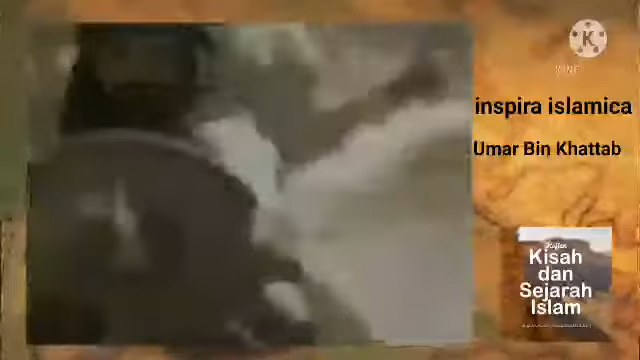 K
inspira islamica
Umar Bin Khattab
Kisah
dan
Sejarah
Islam